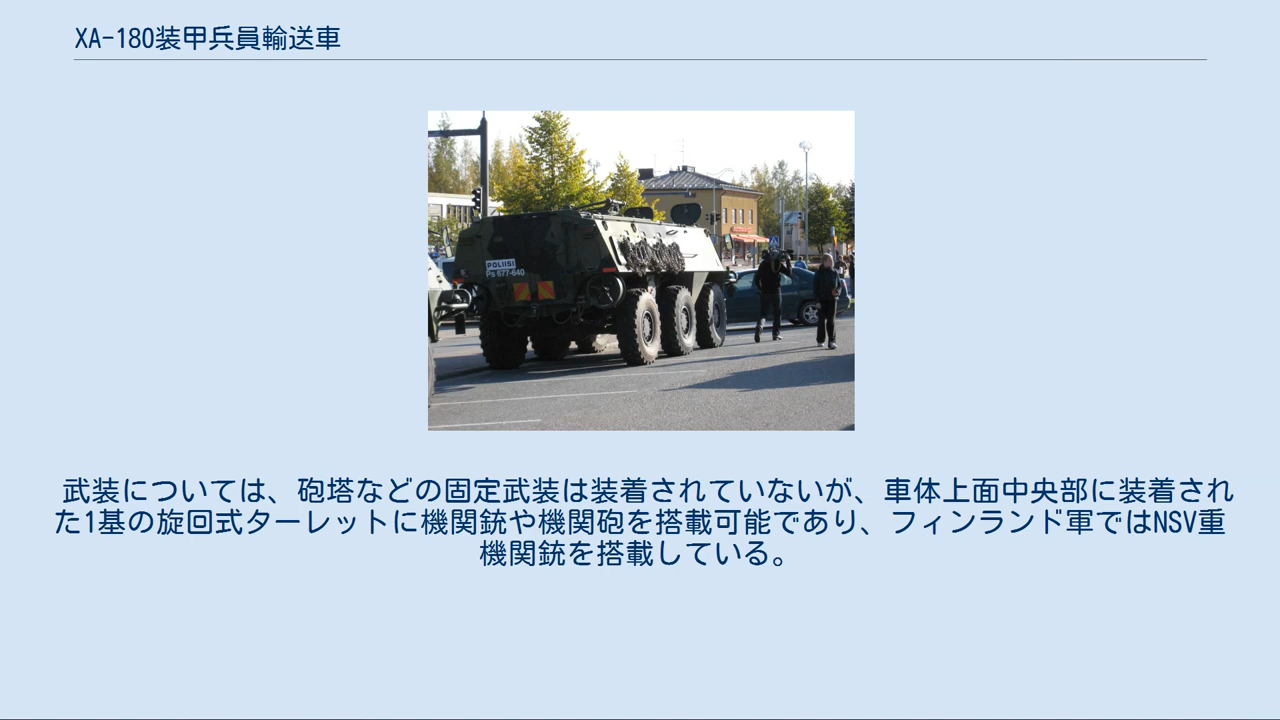 XA-180装甲兵員輸送車
POLIISI
Ps 677-640
武装については、砲塔などの固定武装は装着されていないが、車体上面中央部に装着され
た1基の旋回式ターレットに機関銃や機関砲を搭載可能であり、フィンランド軍ではNSV重
機関銃を搭載している。